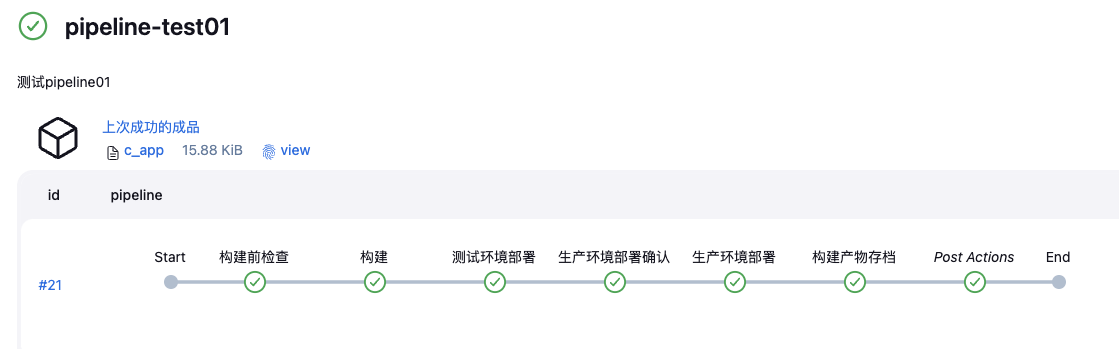 pipeline-test01
测试pipeline01
上次成功的成品
c_app 15.88 KiB view
id pipeline
Start 构建前检查 构建 测试环境部署 生产环境部署确认 生产环境部署 构建产物存档 Post Actions End
#21